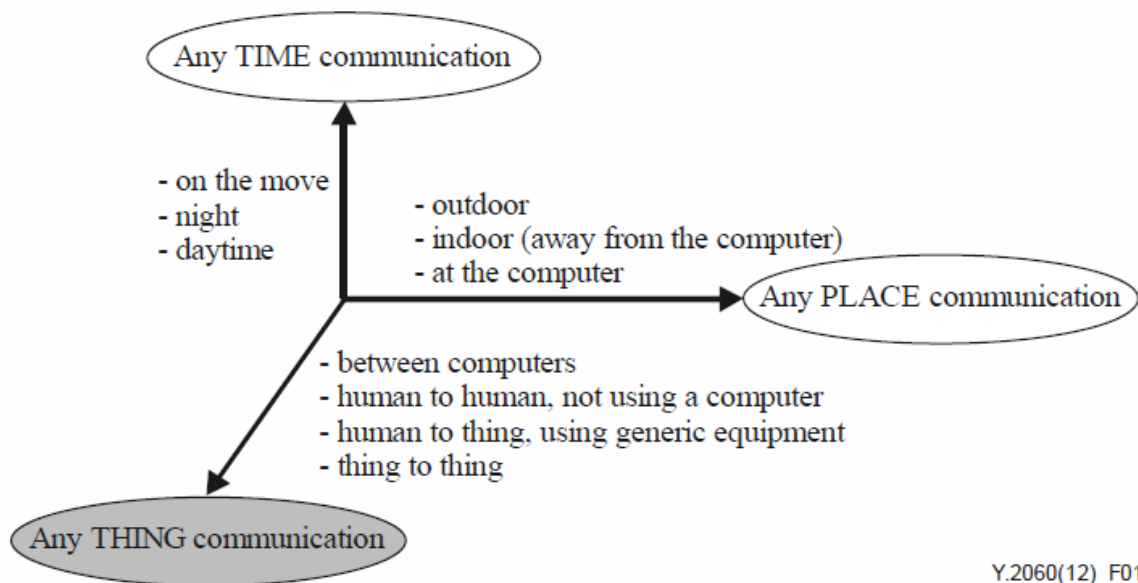 Any TIME communication
- on the move
- night
- daytime
- outdoor
- indoor (away from the computer)
- at the computer
Any PLACE communication
- between computers
- human to human, not using a computer
- human to thing, using generic equipment
- thing to thing
Any THING communication
Y.2060(12)_F01